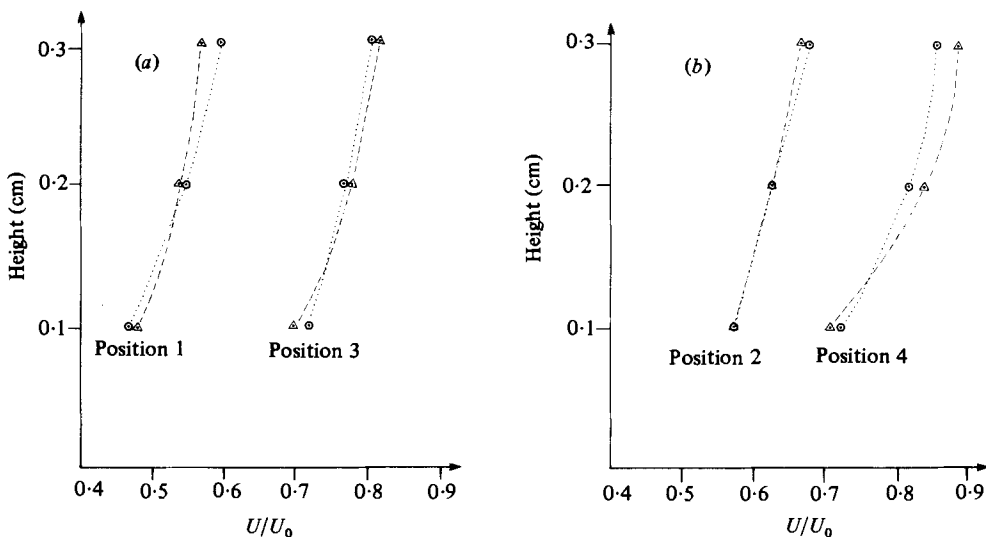 (a)
0·3
0·2
0·1
Height (cm)
Position 1
Position 3
0·4 0·5 0·6 0·7 0·8 0·9
U/U₀
(b)
0·3
0·2
0·1
Height (cm)
Position 2
Position 4
0·4 0·5 0·6 0·7 0·8 0·9
U/U₀